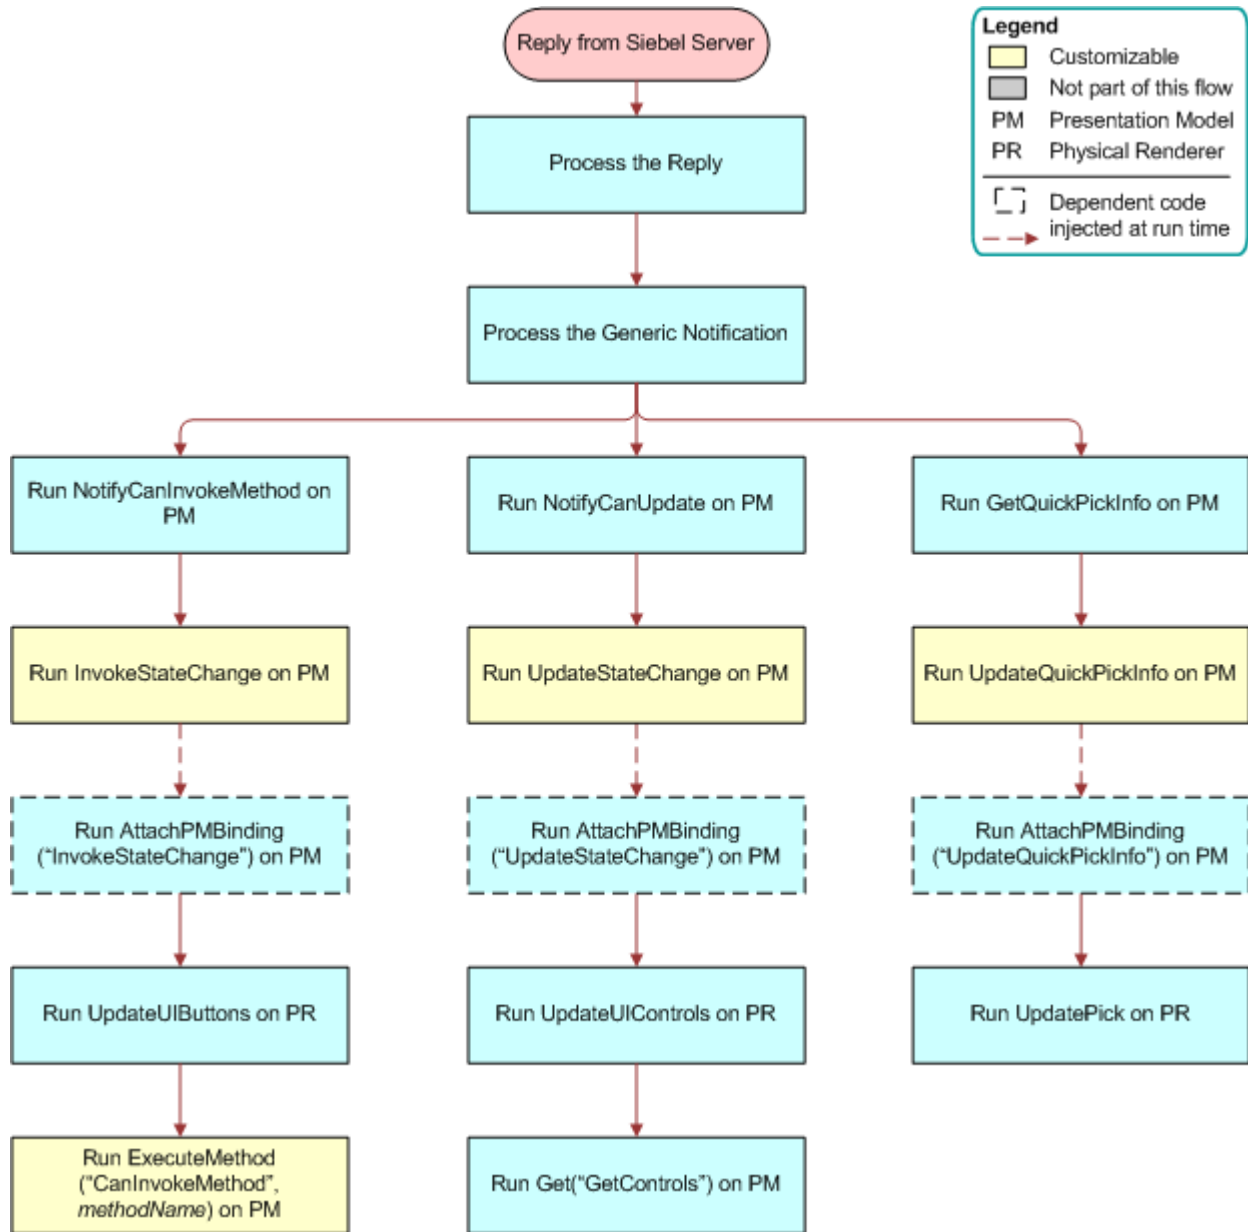 Reply from Siebel Server
Legend
Customizable
Not part of this flow
PM Presentation Model
PR Physical Renderer
Dependent code
injected at run time
Process the Reply
Process the Generic Notification
Run NotifyCanInvokeMethod on
PM
Run NotifyCanUpdate on PM
Run GetQuickPickInfo on PM
Run InvokeStateChange on PM
Run UpdateStateChange on PM
Run UpdateQuickPickInfo on PM
Run AttachPMBinding
(“InvokeStateChange”) on PM
Run AttachPMBinding
(“UpdateStateChange”) on PM
Run AttachPMBinding
(“UpdateQuickPickInfo”) on PM
Run UpdateUIButtons on PR
Run UpdateUIControls on PR
Run UpdatePick on PR
Run ExecuteMethod
(“CanInvokeMethod”,
methodName) on PM
Run Get(“GetControls”) on PM